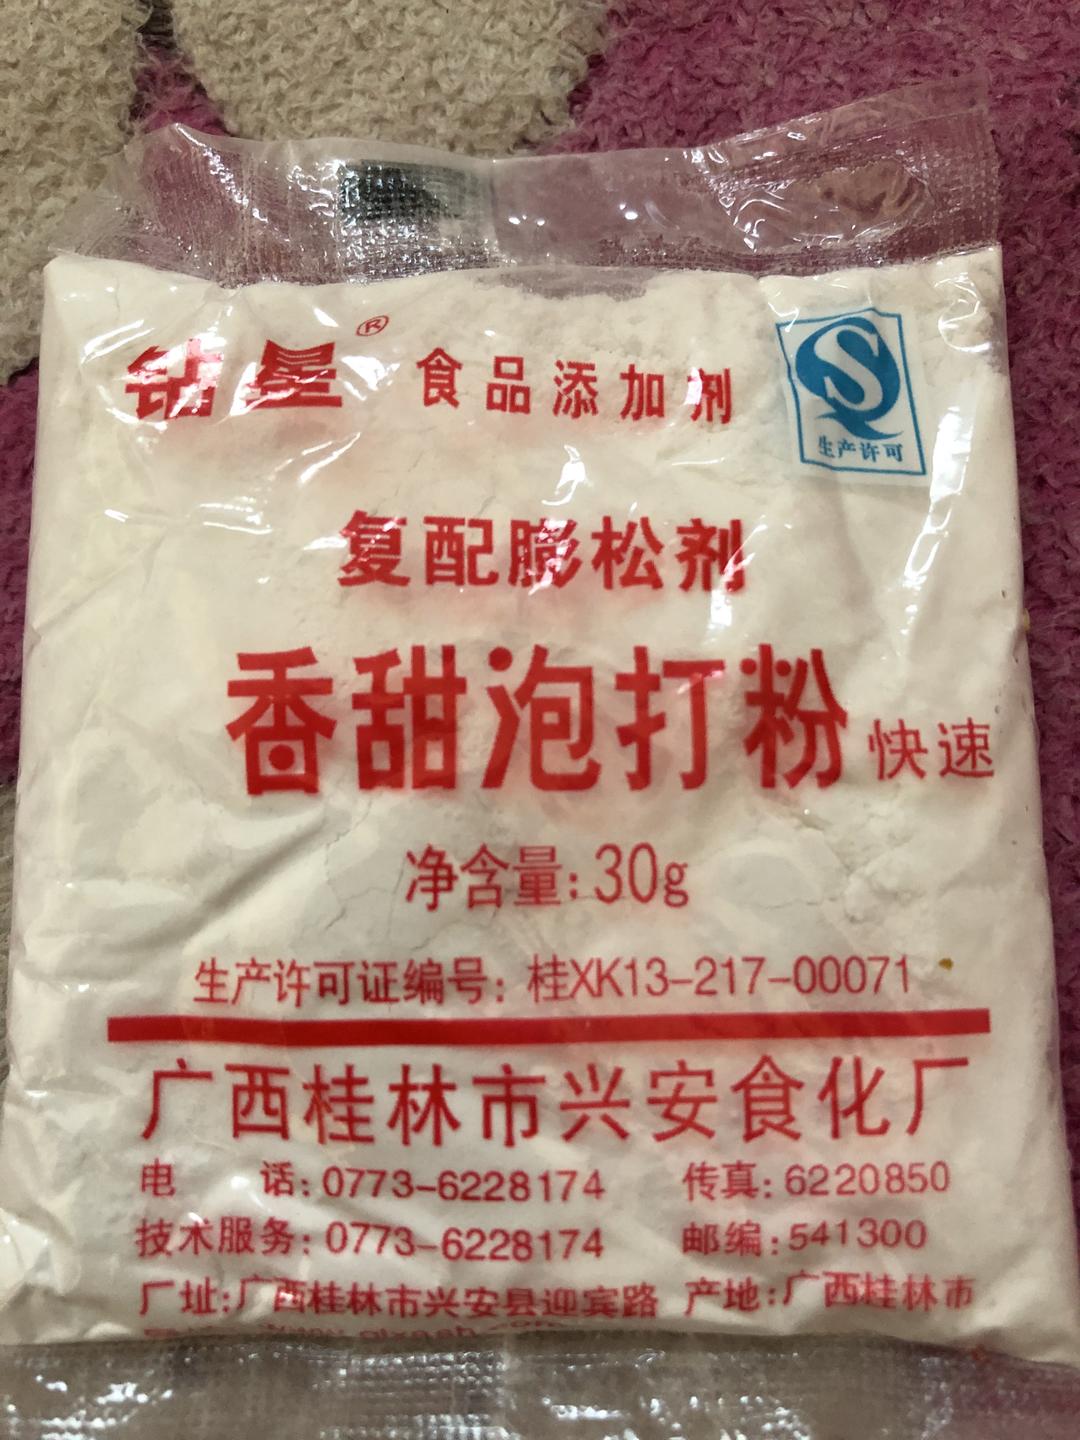 钻星® 食品添加剂
S
生产许可
复配膨松剂
香甜泡打粉 快速
净含量:30g
生产许可证编号:桂XK13-217-00071
广西桂林市兴安食化厂
电 话:0773-6228174 传真:6220850
技术服务:0773-6228174 邮编:541300
厂址:广西桂林市兴安县迎宾路 产地:广西桂林市